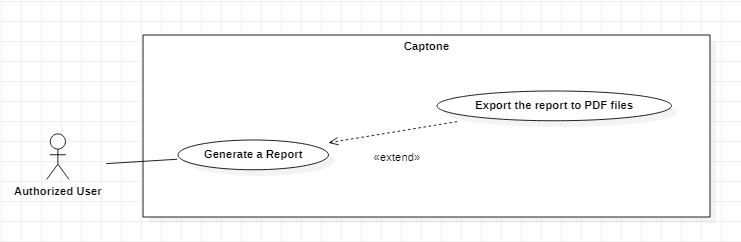 Captone
Export the report to PDF files
Generate a Report
«extend»
Authorized User